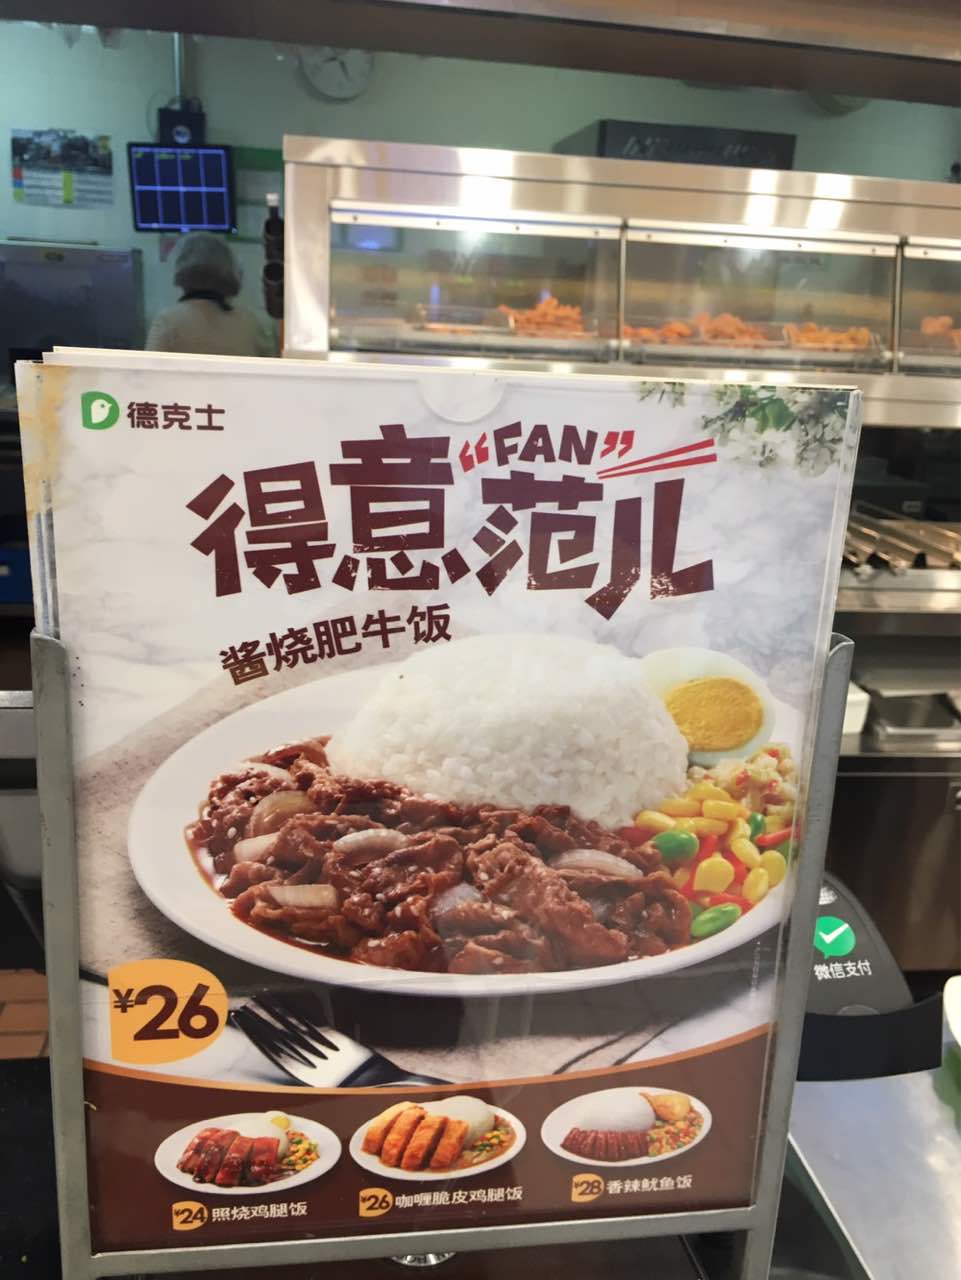 德克士
得意“FAN”范儿
酱烧肥牛饭
¥26
微信支付
¥24 照烧鸡腿饭
¥26 咖喱脆皮鸡腿饭
¥28 香辣鱿鱼饭